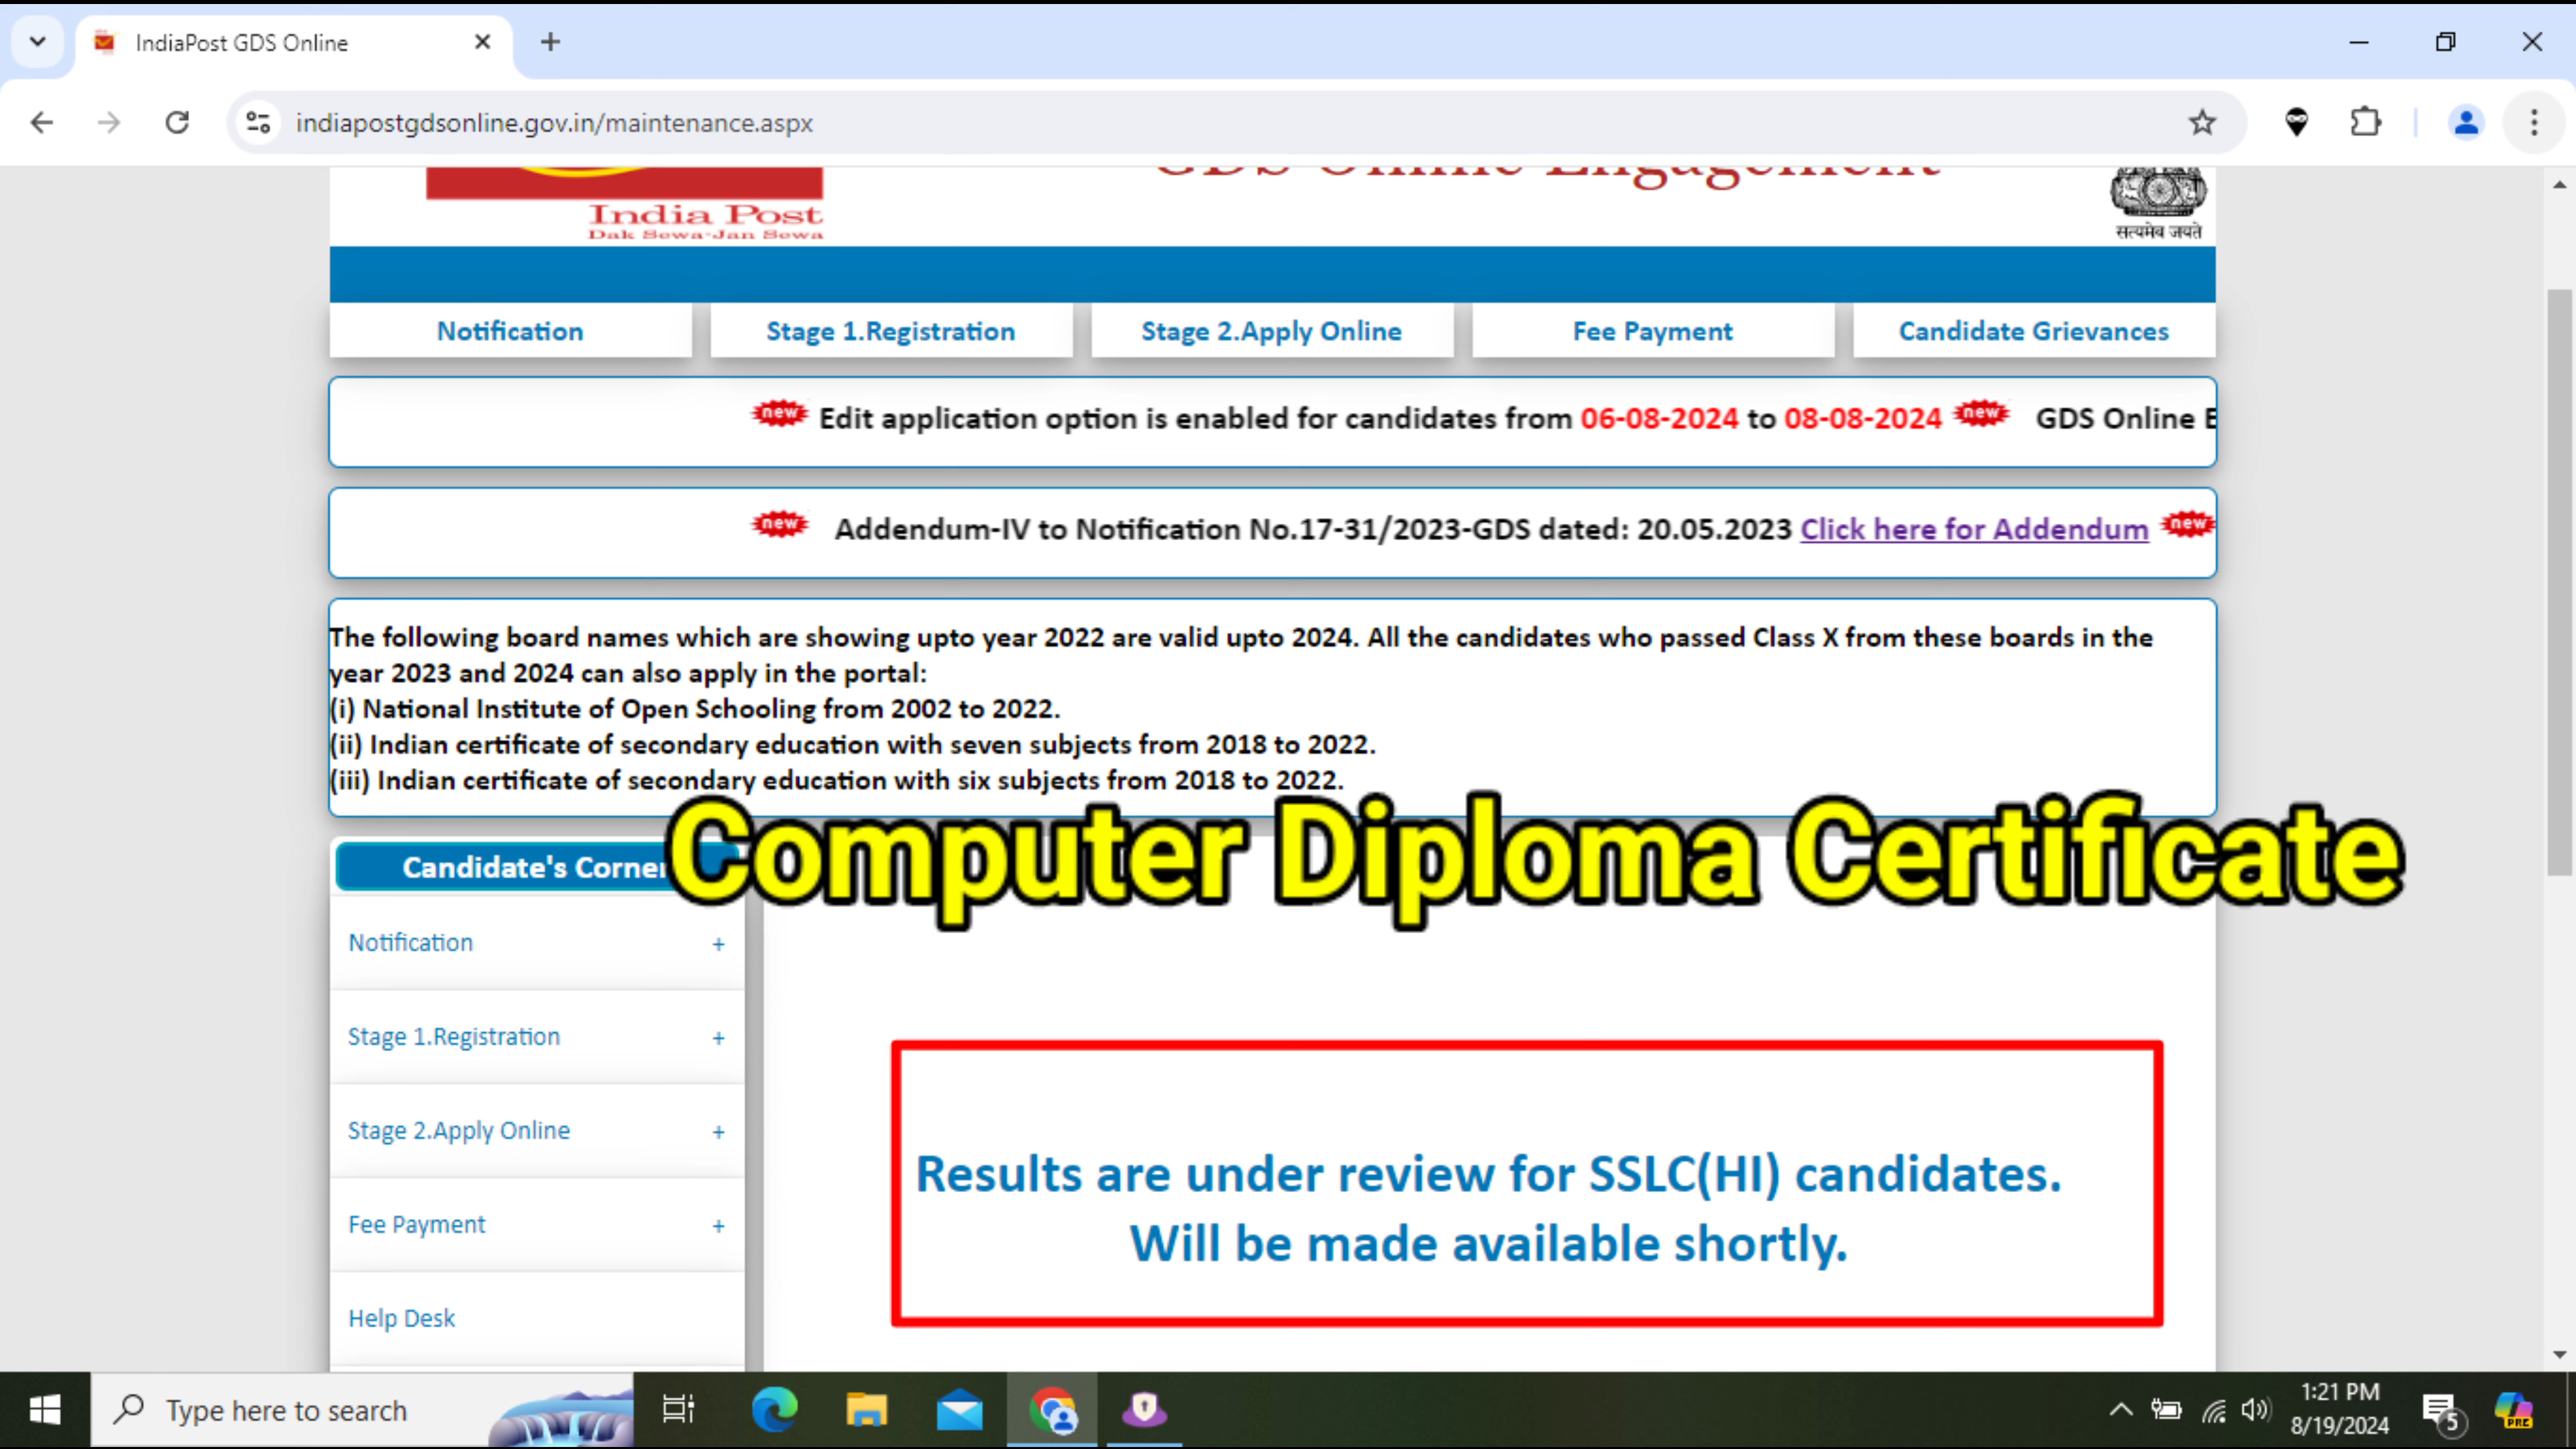 IndiaPost GDS Online
indiapostgdsonline.gov.in/maintenance.aspx
GDS Online Engagement
India Post
Dak Sewa-Jan Sewa
सत्यमेव जयते
Notification
Stage 1.Registration
Stage 2.Apply Online
Fee Payment
Candidate Grievances
new Edit application option is enabled for candidates from 06-08-2024 to 08-08-2024 new GDS Online E
new Addendum-IV to Notification No.17-31/2023-GDS dated: 20.05.2023 Click here for Addendum new
The following board names which are showing upto year 2022 are valid upto 2024. All the candidates who passed Class X from these boards in the
year 2023 and 2024 can also apply in the portal:
(i) National Institute of Open Schooling from 2002 to 2022.
(ii) Indian certificate of secondary education with seven subjects from 2018 to 2022.
(iii) Indian certificate of secondary education with six subjects from 2018 to 2022.
Computer Diploma Certificate
Candidate's Corner
Notification +
Stage 1.Registration +
Stage 2.Apply Online +
Fee Payment +
Help Desk
Results are under review for SSLC(HI) candidates.
Will be made available shortly.
Type here to search
1:21 PM
8/19/2024
5
PRE